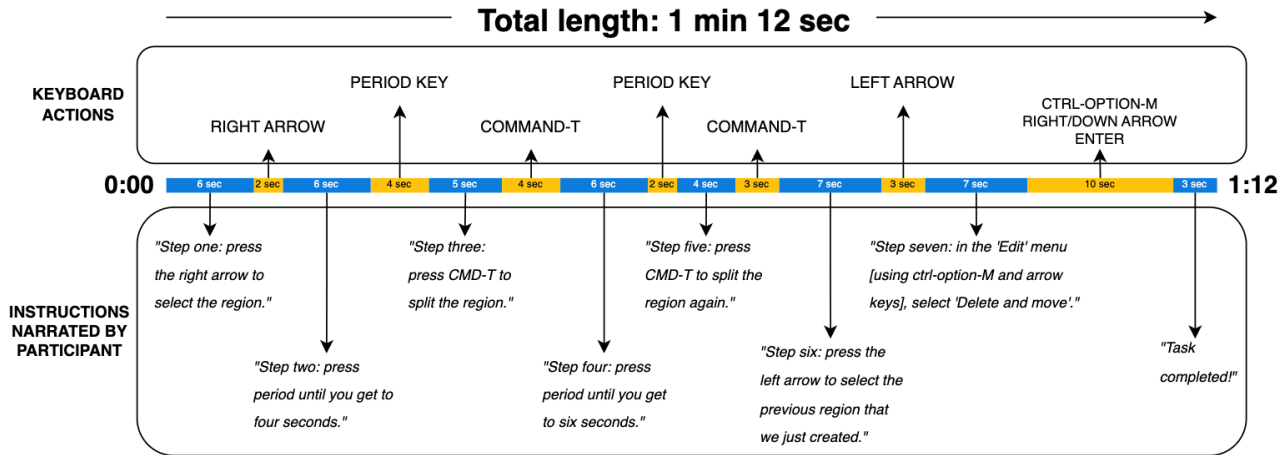 Total length: 1 min 12 sec
KEYBOARD
ACTIONS
RIGHT ARROW
PERIOD KEY
COMMAND-T
PERIOD KEY
COMMAND-T
LEFT ARROW
CTRL-OPTION-M
RIGHT/DOWN ARROW
ENTER
0:00
6 sec
2 sec
6 sec
4 sec
5 sec
4 sec
6 sec
2 sec
4 sec
3 sec
7 sec
3 sec
7 sec
10 sec
3 sec
1:12
INSTRUCTIONS
NARRATED BY
PARTICIPANT
"Step one: press
the right arrow to
select the region."
"Step two: press
period until you get to
four seconds."
"Step three:
press CMD-T to
split the region."
"Step four: press
period until you get
to six seconds."
"Step five: press
CMD-T to split the
region again."
"Step six: press the
left arrow to select the
previous region that
we just created."
"Step seven: in the 'Edit' menu
[using ctrl-option-M and arrow
keys], select 'Delete and move'."
"Task
completed!"